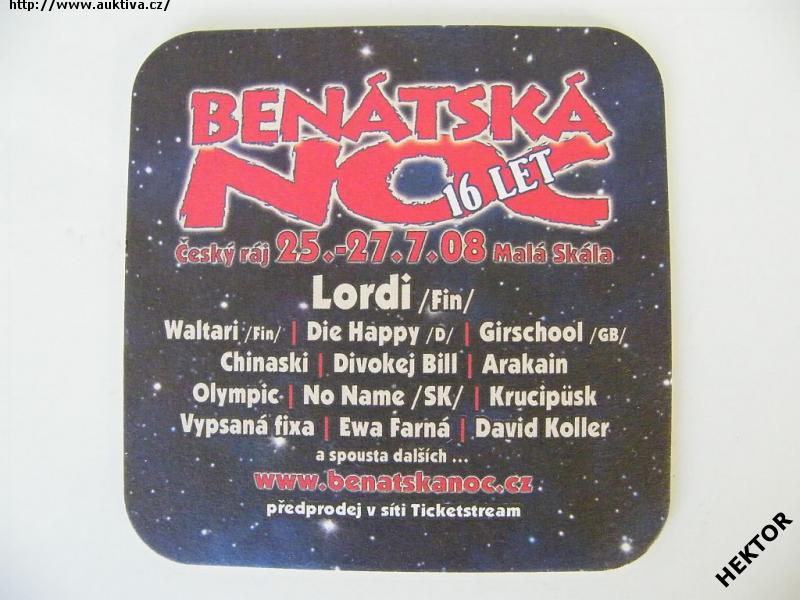 http://www.auktiva.cz/
BENÁTSKÁ
NOC
16 LET
Český ráj 25.-27.7.08 Malá Skála
Lordi /Fin/
Waltari /Fin/ | Die Happy /D/ | Girschool /GB/
Chinaski | Divokej Bill | Arakain
Olympic | No Name /SK/ | Krucipüsk
Vypsaná fixa | Ewa Farná | David Koller
a spousta dalších ...
www.benatskanoc.cz
předprodej v síti Ticketstream
HEKTOR